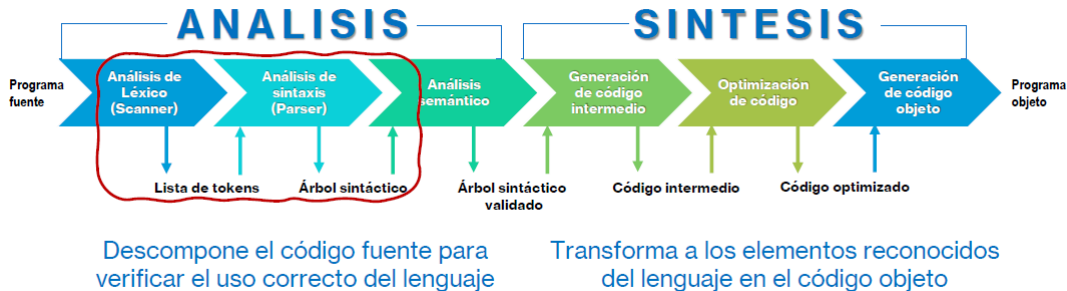 ANALISIS
SINTESIS
Programa
fuente
Análisis de
Léxico
(Scanner)
Análisis de
sintaxis
(Parser)
Análisis
semántico
Generación
de código
intermedio
Optimización
de código
Generación
de código
objeto
Programa
objeto
Lista de tokens
Árbol sintáctico
Árbol sintáctico
validado
Código intermedio
Código optimizado
Descompone el código fuente para
verificar el uso correcto del lenguaje
Transforma a los elementos reconocidos
del lenguaje en el código objeto